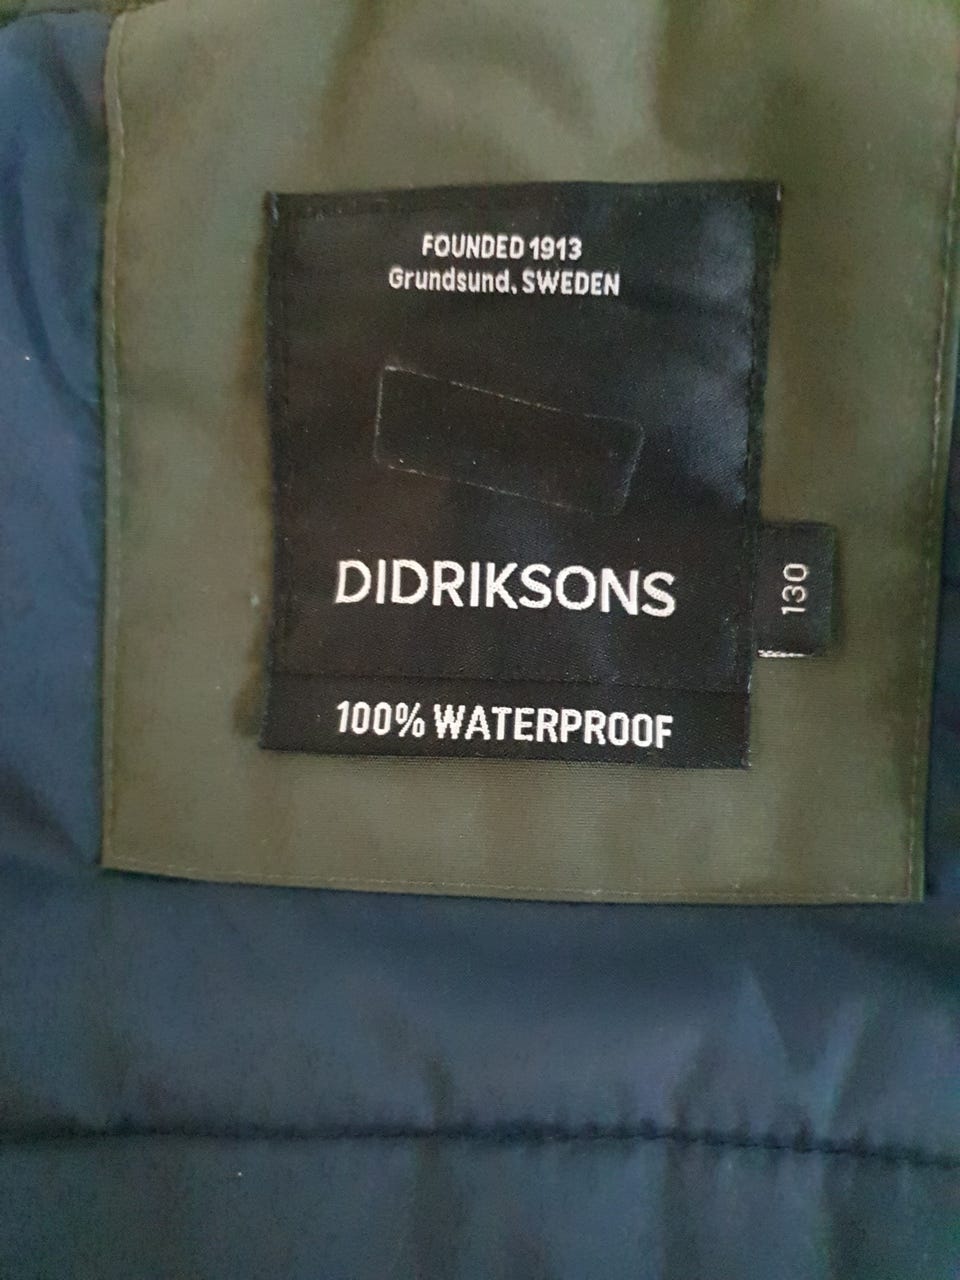 FOUNDED 1913
Grundsund, SWEDEN
DIDRIKSONS
130
100% WATERPROOF